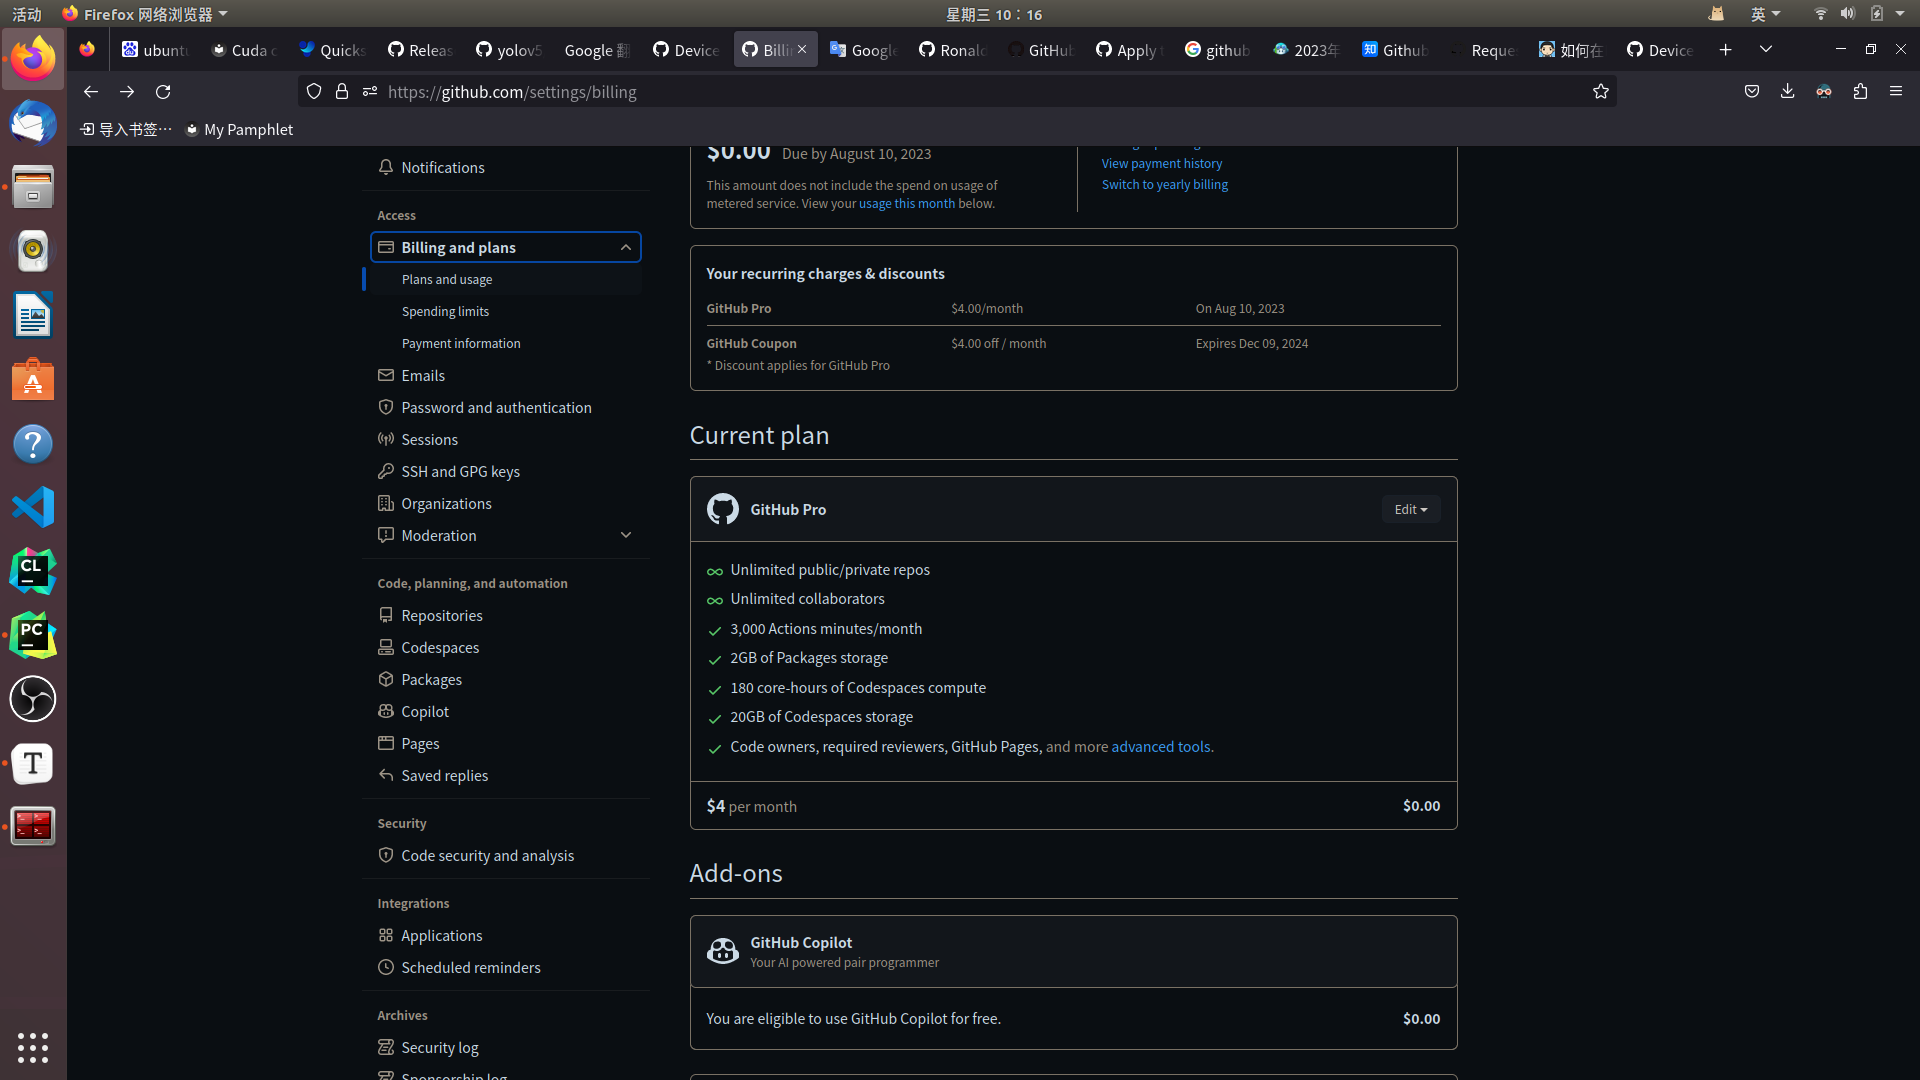 活动
Firefox 网络浏览器
星期三 10：16
英
ubuntu
Cuda
Quicks
Releas
yolov5
Google 翻
Device
Billi
Google
Ronald
GitHub
Apply t
github
2023年
知 Github
Reque
如何在
Device
https://github.com/settings/billing
导入书签…
My Pamphlet
Notifications
Access
Billing and plans
Plans and usage
Spending limits
Payment information
Emails
Password and authentication
Sessions
SSH and GPG keys
Organizations
Moderation
Code, planning, and automation
Repositories
Codespaces
Packages
Copilot
Pages
Saved replies
Security
Code security and analysis
Integrations
Applications
Scheduled reminders
Archives
Security log
Sponsorship log
$0.00 Due by August 10, 2023
This amount does not include the spend on usage of
metered service. View your usage this month below.
View payment history
Switch to yearly billing
Your recurring charges & discounts
GitHub Pro $4.00/month On Aug 10, 2023
GitHub Coupon $4.00 off / month Expires Dec 09, 2024
* Discount applies for GitHub Pro
Current plan
GitHub Pro
Edit
Unlimited public/private repos
Unlimited collaborators
3,000 Actions minutes/month
2GB of Packages storage
180 core-hours of Codespaces compute
20GB of Codespaces storage
Code owners, required reviewers, GitHub Pages, and more advanced tools.
$4 per month $0.00
Add-ons
GitHub Copilot
Your AI powered pair programmer
You are eligible to use GitHub Copilot for free. $0.00
CL
PC
T